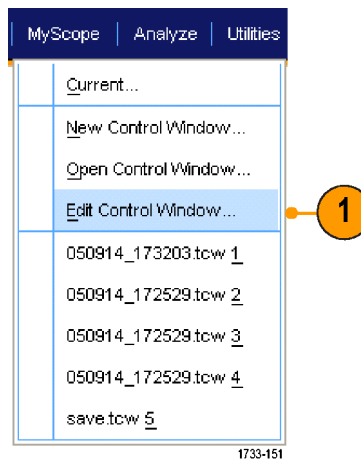 MyScope | Analyze | Utilities
Current...
New Control Window...
Open Control Window...
Edit Control Window...
1
050914_173203.tcw 1
050914_172529.tcw 2
050914_172529.tcw 3
050914_172529.tcw 4
save.tcw 5
1733-151